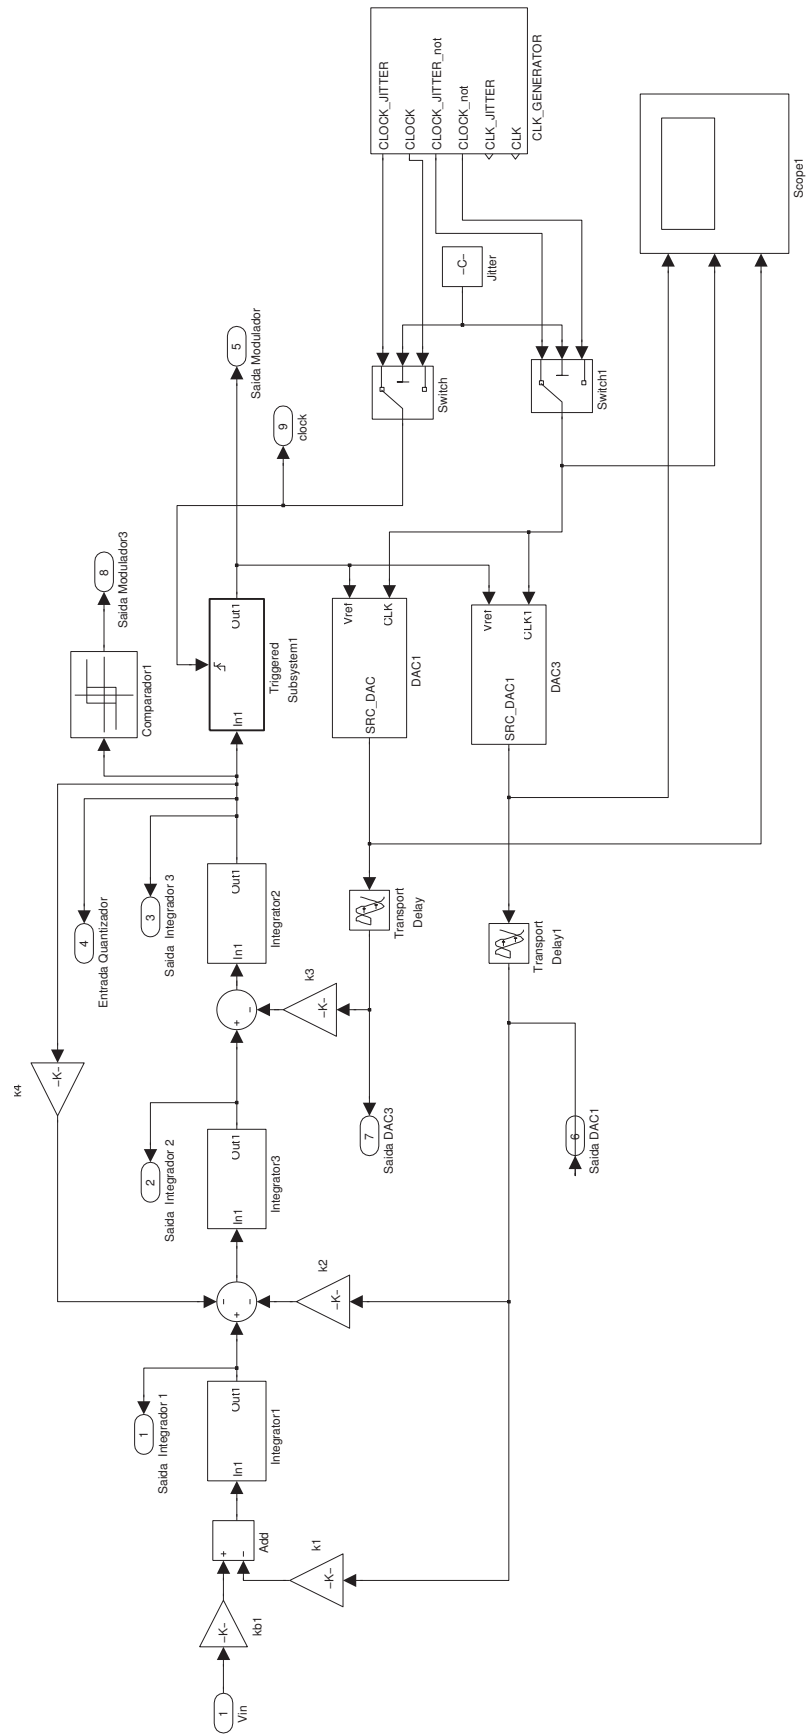 1
Vin
-K-
kb1
+
-
Add
-K-
k1
In1
Out1
Integrator1
1
Saida Integrador 1
-
+
-
-K-
k2
In1
Out1
Integrator3
2
Saida Integrador 2
-K-
k4
+
-
-K-
k3
In1
Out1
Integrator2
3
Saida Integrador 3
4
Entrada Quantizador
Comparador1
8
Saida Modulador3
In1
Out1
Triggered
Subsystem1
5
Saida Modulador
9
clock
7
Saida DAC3
Transport
Delay
SRC_DAC
Vref
CLK
DAC1
6
Saida DAC1
Transport
Delay1
SRC_DAC1
Vref
CLK1
DAC3
Switch
Switch1
-C-
Jitter
CLOCK_JITTER
CLOCK
CLOCK_JITTER_not
CLOCK_not
CLK_JITTER
CLK
CLK_GENERATOR
Scope1